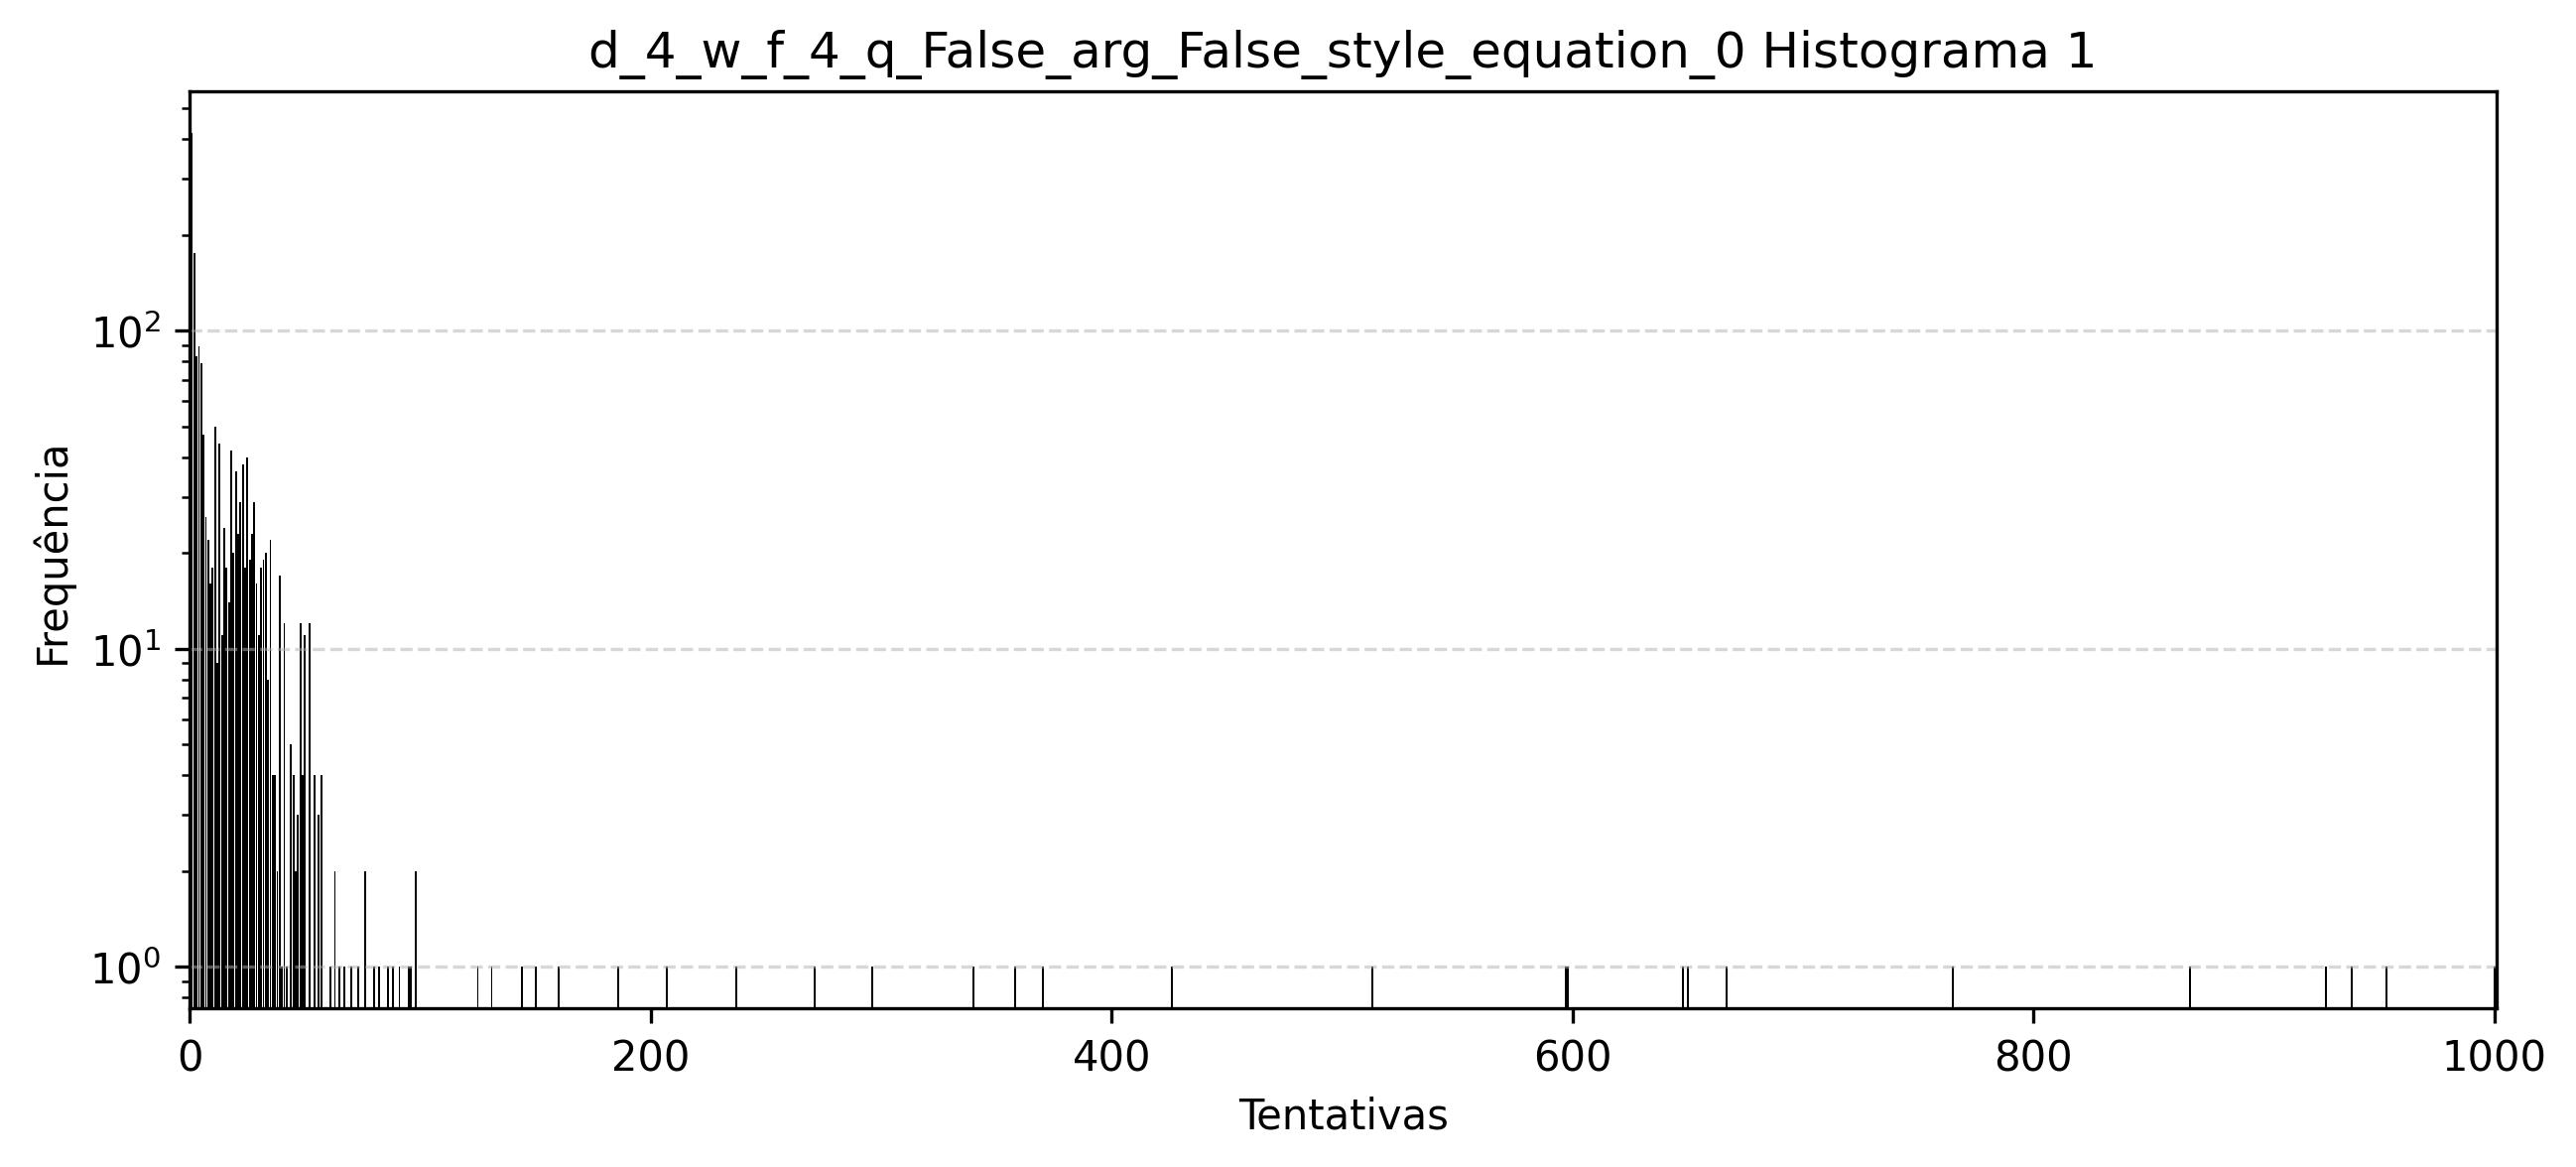 d_4_w_f_4_q_False_arg_False_style_equation_0 Histograma 1
Frequência
10²
10¹
10⁰
0 200 400 600 800 1000
Tentativas